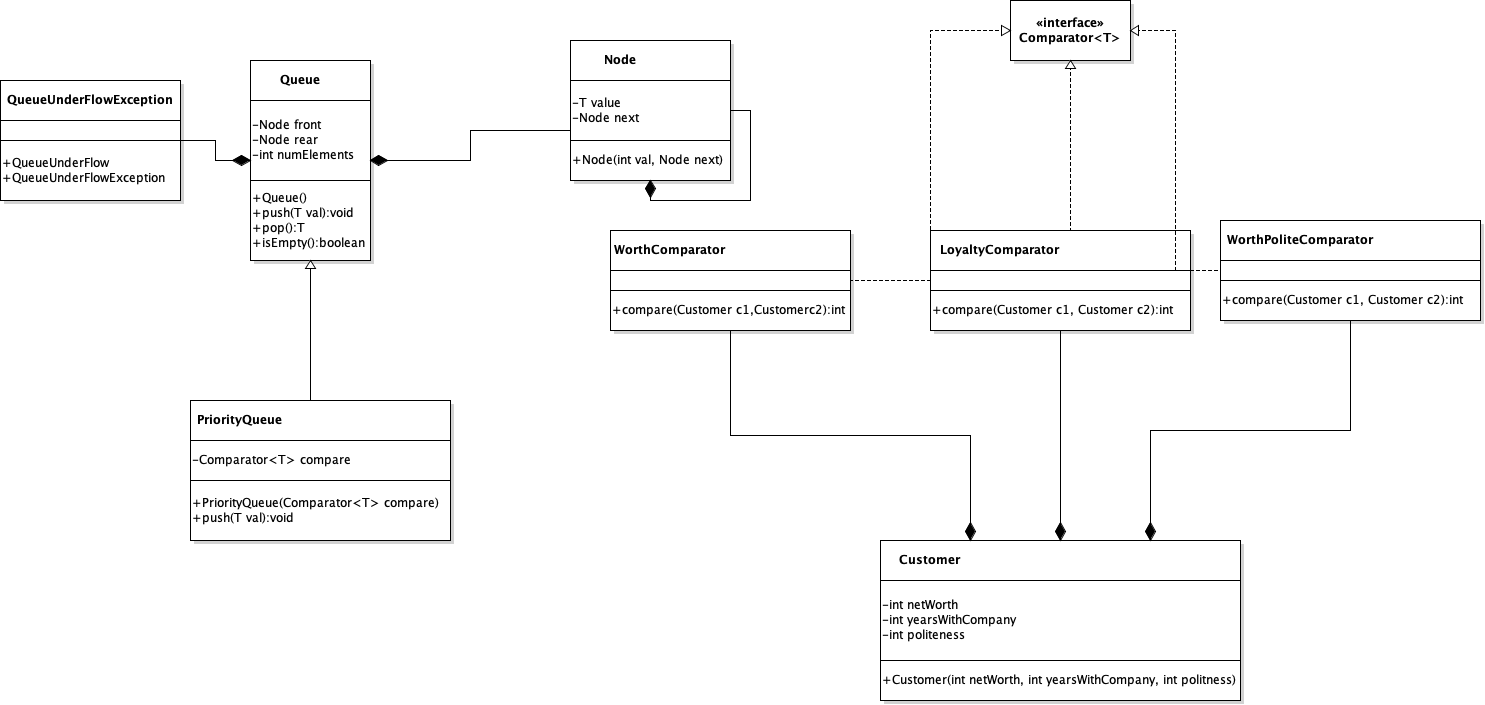 QueueUnderFlowException
+QueueUnderFlow
+QueueUnderFlowException
Queue
-Node front
-Node rear
-int numElements
+Queue()
+push(T val):void
+pop():T
+isEmpty():boolean
Node
-T value
-Node next
+Node(int val, Node next)
«interface»
Comparator<T>
WorthComparator
+compare(Customer c1,Customerc2):int
LoyaltyComparator
+compare(Customer c1, Customer c2):int
WorthPoliteComparator
+compare(Customer c1, Customer c2):int
PriorityQueue
-Comparator<T> compare
+PriorityQueue(Comparator<T> compare)
+push(T val):void
Customer
-int netWorth
-int yearsWithCompany
-int politeness
+Customer(int netWorth, int yearsWithCompany, int politness)